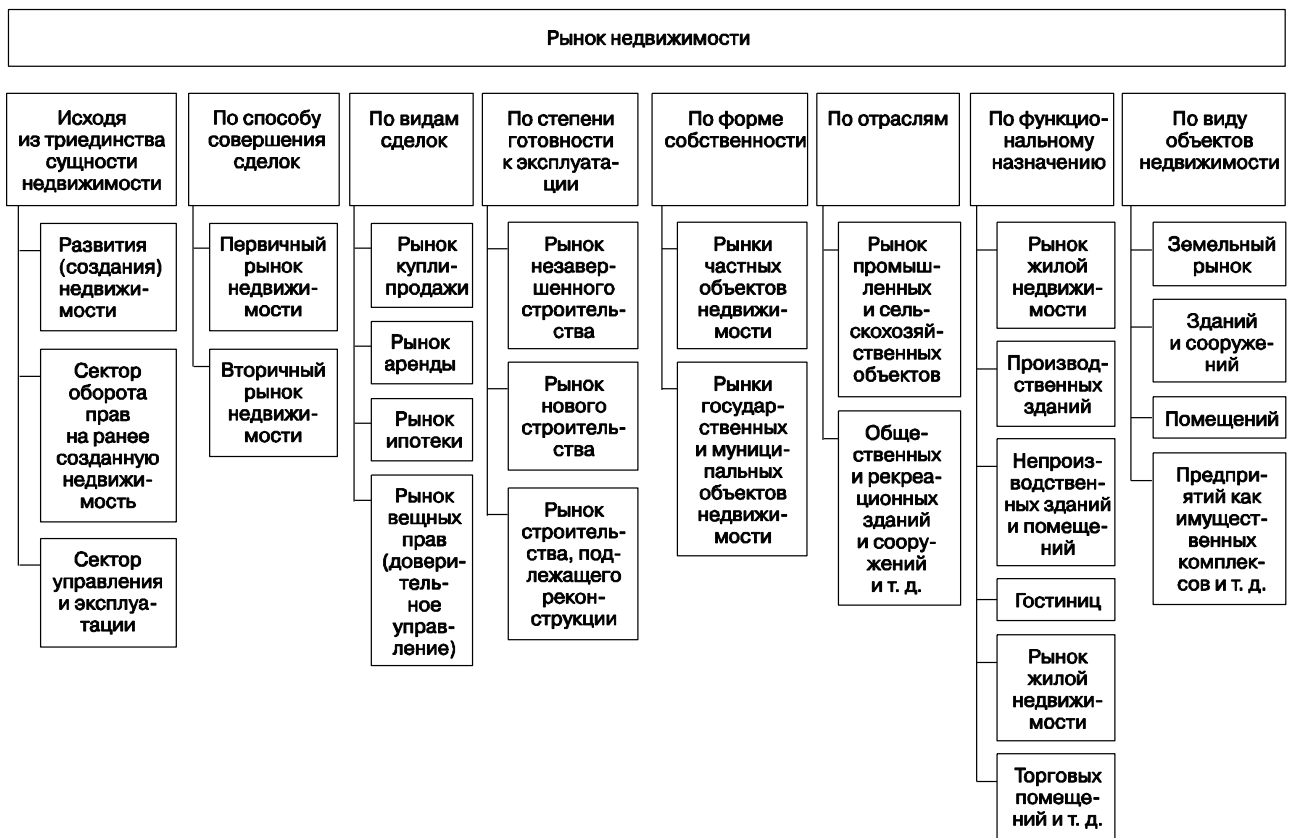 Рынок недвижимости
Исходя
из триединства
сущности
недвижимости
Развития
(создания)
недвижи-
мости
Сектор
оборота
прав
на ранее
созданную
недвижи-
мость
Сектор
управления
и эксплуа-
тации
По способу
совершения
сделок
Первичный
рынок
недвижи-
мости
Вторичный
рынок
недвижи-
мости
По видам
сделок
Рынок
купли-
продажи
Рынок
аренды
Рынок
ипотеки
Рынок
вещных
прав
(довери-
тель-
ное
управ-
ление)
По степени
готовности
к эксплуата-
ции
Рынок
незавер-
шенного
строитель-
ства
Рынок
нового
строитель-
ства
Рынок
строитель-
ства, под-
лежащего
рекон-
струкции
По форме
собственности
Рынки
частных
объектов
недвижи-
мости
Рынки
государ-
ственных
и муници-
пальных
объектов
недвижи-
мости
По отраслям
Рынок
промыш-
ленных
и сель-
скохозяй-
ственных
объектов
Обще-
ственных
и рекреа-
ционных
зданий
и соору-
жений
и т. д.
По функцио-
нальному
назначению
Рынок
жилой
недвижи-
мости
Производ-
ственных
зданий
Непроиз-
водствен-
ных зданий
и помеще-
ний
Гостиниц
Рынок
жилой
недвижи-
мости
Торговых
помеще-
ний и т. д.
По виду
объектов
недвижимости
Земельный
рынок
Зданий
и сооруже-
ний
Помещений
Предпри-
ятий как
имущест-
венных
комплек-
сов и т. д.